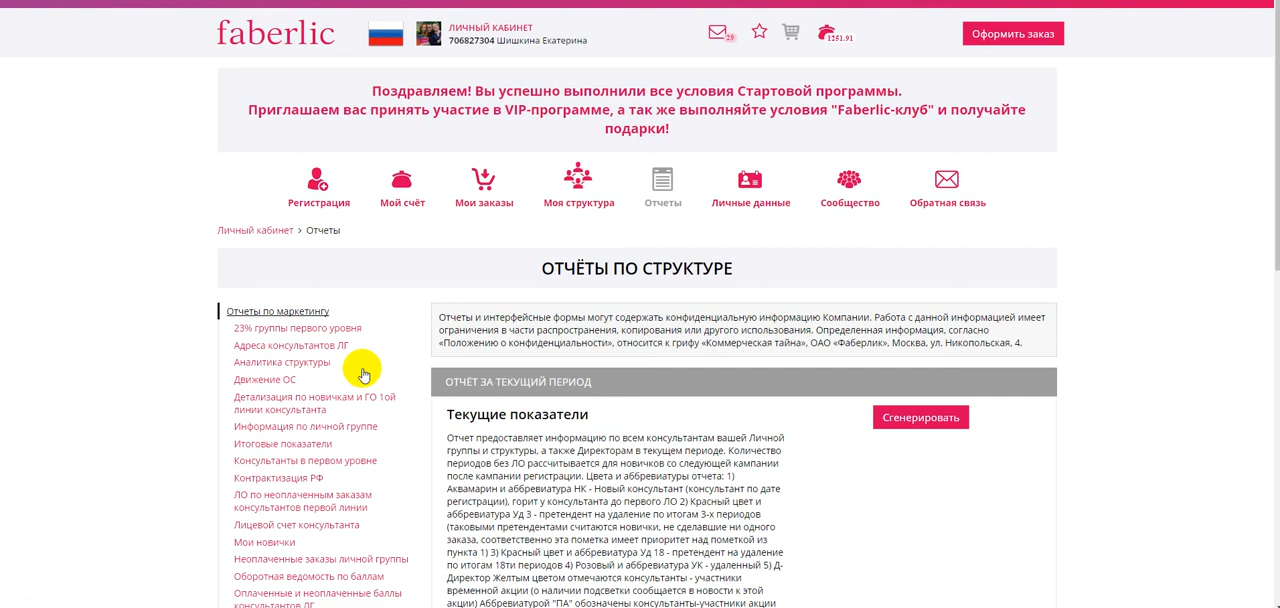 faberlic
ЛИЧНЫЙ КАБИНЕТ
706827304 Шишкина Екатерина
29
1251.91
Оформить заказ
Поздравляем! Вы успешно выполнили все условия Стартовой программы.
Приглашаем вас принять участие в VIP-программе, а так же выполняйте условия "Faberlic-клуб" и получайте
подарки!
Регистрация
Мой счёт
Мои заказы
Моя структура
Отчеты
Личные данные
Сообщество
Обратная связь
Личный кабинет › Отчеты
ОТЧЁТЫ ПО СТРУКТУРЕ
Отчеты по маркетингу
23% группы первого уровня
Адреса консультантов ЛГ
Аналитика структуры
Движение ОС
Детализация по новичкам и ГО 1ой
линии консультанта
Информация по личной группе
Итоговые показатели
Консультанты в первом уровне
Контрактизация РФ
ЛО по неоплаченным заказам
консультантов первой линии
Лицевой счет консультанта
Мои новички
Неоплаченные заказы личной группы
Оборотная ведомость по баллам
Оплаченные и неоплаченные баллы
консультантов ЛГ
Отчеты и интерфейсные формы могут содержать конфиденциальную информацию Компании. Работа с данной информацией имеет
ограничения в части распространения, копирования или другого использования. Определенная информация, согласно
«Положению о конфиденциальности», относится к грифу «Коммерческая тайна», ОАО «Фаберлик», Москва, ул. Никопольская, 4.
ОТЧЁТ ЗА ТЕКУЩИЙ ПЕРИОД
Текущие показатели
Сгенерировать
Отчет предоставляет информацию по всем консультантам вашей Личной
группы и структуры, а также Директорам в текущем периоде. Количество
периодов без ЛО рассчитывается для новичков со следующей кампании
после кампании регистрации. Цвета и аббревиатуры отчета: 1)
Аквамарин и аббревиатура НК - Новый консультант (консультант по дате
регистрации), горит у консультанта до первого ЛО 2) Красный цвет и
аббревиатура Уд 3 - претендент на удаление по итогам 3-х периодов
(таковыми претендентами считаются новички, не сделавшие ни одного
заказа, соответственно эта пометка имеет приоритет над пометкой из
пункта 1) 3) Красный цвет и аббревиатура Уд 18 - претендент на удаление
по итогам 18ти периодов 4) Розовый и аббревиатура УК - удаленный 5) Д-
Директор Желтым цветом отмечаются консультанты - участники
временной акции (о наличии подсветки сообщается в новости к этой
акции) Аббревиатурой "ПА" обозначены консультанты-участники акции